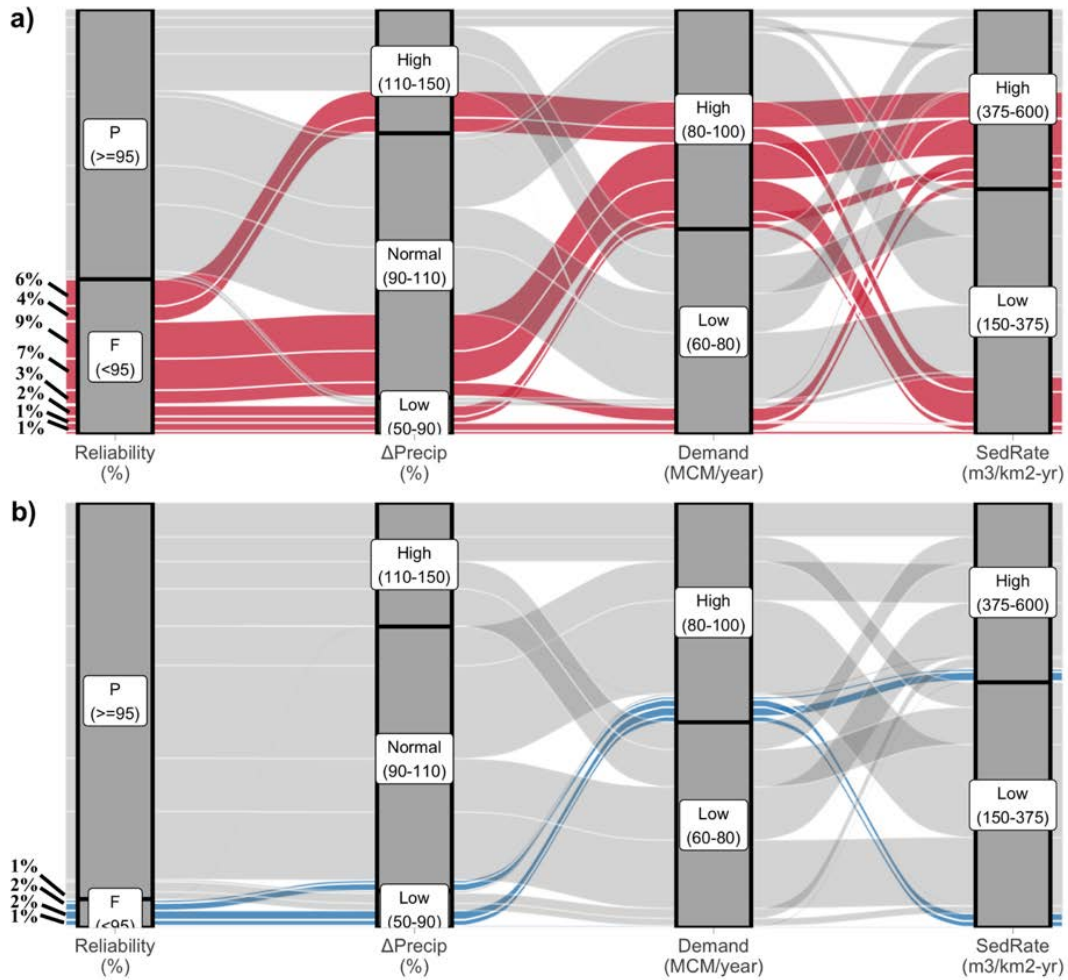 a)
High
(110-150)
High
(375-600)
P
(>=95)
High
(80-100)
Normal
(90-110)
6%
4%
9%
7%
3%
2%
1%
1%
F
(<95)
Low
(60-80)
Low
(150-375)
Low
(50-90)
Reliability
(%)
ΔPrecip
(%)
Demand
(MCM/year)
SedRate
(m3/km2-yr)
b)
High
(110-150)
High
(375-600)
High
(80-100)
P
(>=95)
Normal
(90-110)
Low
(60-80)
Low
(150-375)
1%
2%
2%
1%
F
(<95)
Low
(50-90)
Reliability
(%)
ΔPrecip
(%)
Demand
(MCM/year)
SedRate
(m3/km2-yr)